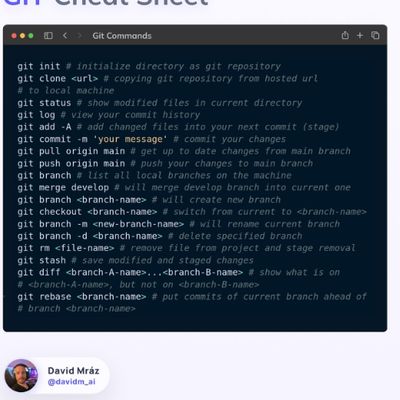 GIT Cheat Sheet
Git Commands
git init # initialize directory as git repository
git clone <url> # copying git repository from hosted url
# to local machine
git status # show modified files in current directory
git log # view your commit history
git add -A # add changed files into your next commit (stage)
git commit -m 'your message' # commit your changes
git pull origin main # get up to date changes from main branch
git push origin main # push your changes to main branch
git branch # list all local branches on the machine
git merge develop # will merge develop branch into current one
git branch <branch-name> # will create new branch
git checkout <branch-name> # switch from current to <branch-name>
git branch -m <new-branch-name> # will rename current branch
git branch -d <branch-name> # delete specified branch
git rm <file-name> # remove file from project and stage removal
git stash # save modified and staged changes
git diff <branch-A-name>...<branch-B-name> # show what is on
# <branch-A-name>, but not on <branch-B-name>
git rebase <branch-name> # put commits of current branch ahead of
# branch <branch-name>
David Mráz
@davidm_ai